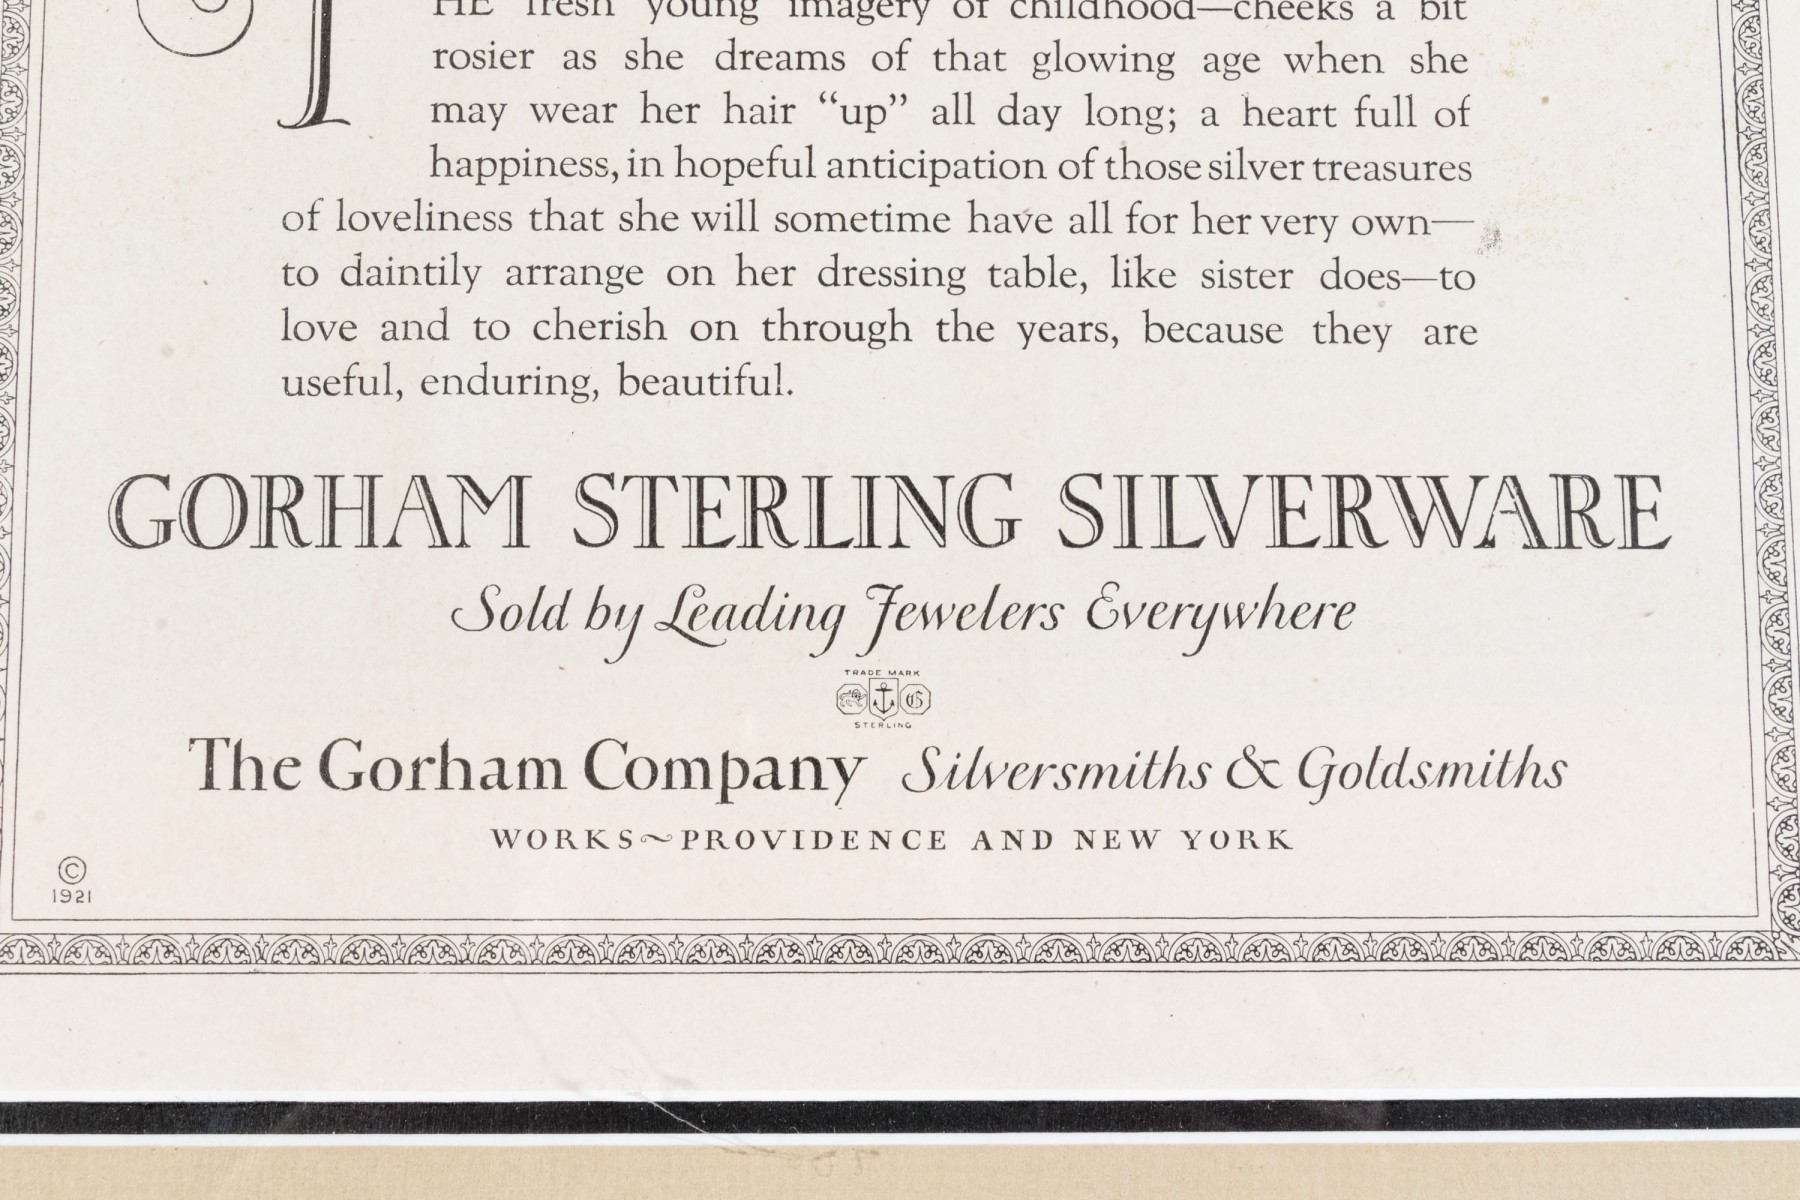 THE fresh young imagery of childhood—cheeks a bit
rosier as she dreams of that glowing age when she
may wear her hair “up” all day long; a heart full of
happiness, in hopeful anticipation of those silver treasures
of loveliness that she will sometime have all for her very own—
to daintily arrange on her dressing table, like sister does—to
love and to cherish on through the years, because they are
useful, enduring, beautiful.
GORHAM STERLING SILVERWARE
Sold by Leading Jewelers Everywhere
TRADE MARK
G
STERLING
The Gorham Company Silversmiths & Goldsmiths
WORKS~PROVIDENCE AND NEW YORK
©
1921